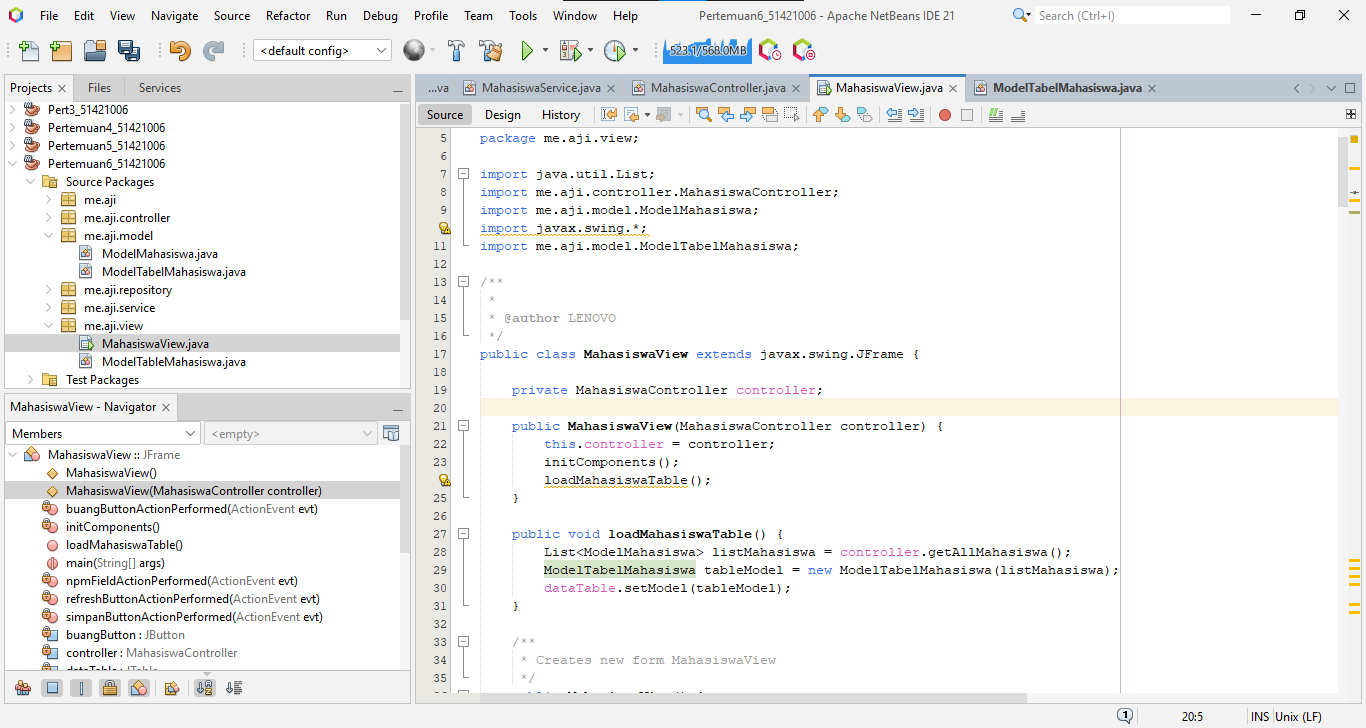 File Edit View Navigate Source Refactor Run Debug Profile Team Tools Window Help Pertemuan6_51421006 - Apache NetBeans IDE 21 Search (Ctrl+I)
<default config> 523.1/568.0MB
Projects Files Services
Pert3_51421006
Pertemuan4_51421006
Pertemuan5_51421006
Pertemuan6_51421006
Source Packages
me.aji
me.aji.controller
me.aji.model
ModelMahasiswa.java
ModelTabelMahasiswa.java
me.aji.repository
me.aji.service
me.aji.view
MahasiswaView.java
ModelTableMahasiswa.java
Test Packages
MahasiswaView - Navigator
Members <empty>
MahasiswaView :: JFrame
MahasiswaView()
MahasiswaView(MahasiswaController controller)
buangButtonActionPerformed(ActionEvent evt)
initComponents()
loadMahasiswaTable()
main(String[] args)
npmFieldActionPerformed(ActionEvent evt)
refreshButtonActionPerformed(ActionEvent evt)
simpanButtonActionPerformed(ActionEvent evt)
buangButton : JButton
controller : MahasiswaController
dataTable : JTable
...va MahasiswaService.java MahasiswaController.java MahasiswaView.java ModelTabelMahasiswa.java
Source Design History
5 package me.aji.view;
6
7 import java.util.List;
8 import me.aji.controller.MahasiswaController;
9 import me.aji.model.ModelMahasiswa;
import javax.swing.*;
11 import me.aji.model.ModelTabelMahasiswa;
12
13 /**
14 *
15 * @author LENOVO
16 */
17 public class MahasiswaView extends javax.swing.JFrame {
18
19 private MahasiswaController controller;
20
21 public MahasiswaView(MahasiswaController controller) {
22 this.controller = controller;
23 initComponents();
loadMahasiswaTable();
25 }
26
27 public void loadMahasiswaTable() {
28 List<ModelMahasiswa> listMahasiswa = controller.getAllMahasiswa();
29 ModelTabelMahasiswa tableModel = new ModelTabelMahasiswa(listMahasiswa);
30 dataTable.setModel(tableModel);
31 }
32
33 /**
34 * Creates new form MahasiswaView
35 */
1 20:5 INS Unix (LF)